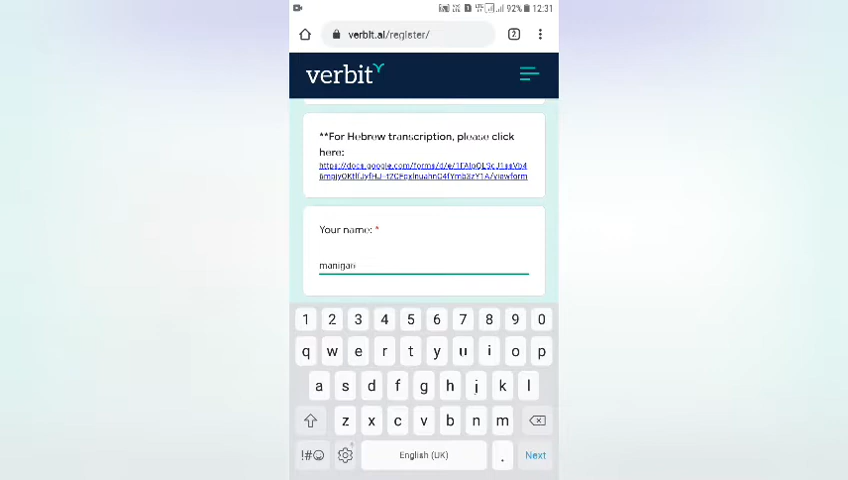 92% 12:31
verbit.ai/register/
2
verbit
**For Hebrew transcription, please click
here:
Your name: *
1 2 3 4 5 6 7 8 9 0
q w e r t y u i o p
a s d f g h j k l
z x c v b n m
!#☺ English (UK) . Next